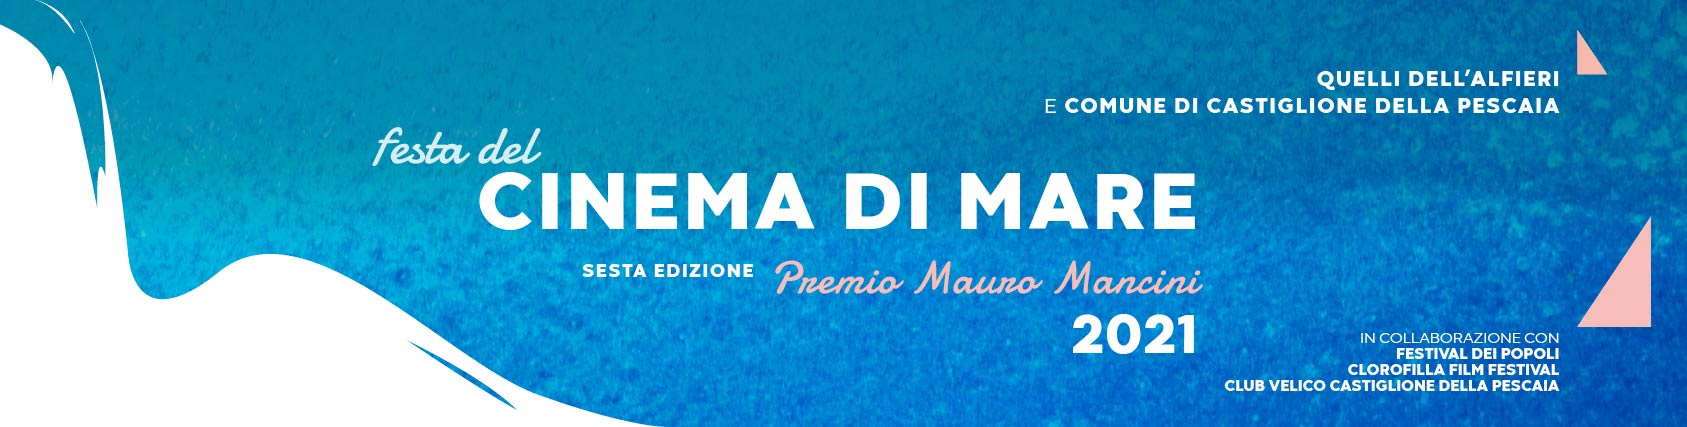 QUELLI DELL'ALFIERI
E COMUNE DI CASTIGLIONE DELLA PESCAIA
festa del
CINEMA DI MARE
SESTA EDIZIONE Premio Mauro Mancini
2021
IN COLLABORAZIONE CON
FESTIVAL DEI POPOLI
CLOROFILLA FILM FESTIVAL
CLUB VELICO CASTIGLIONE DELLA PESCAIA